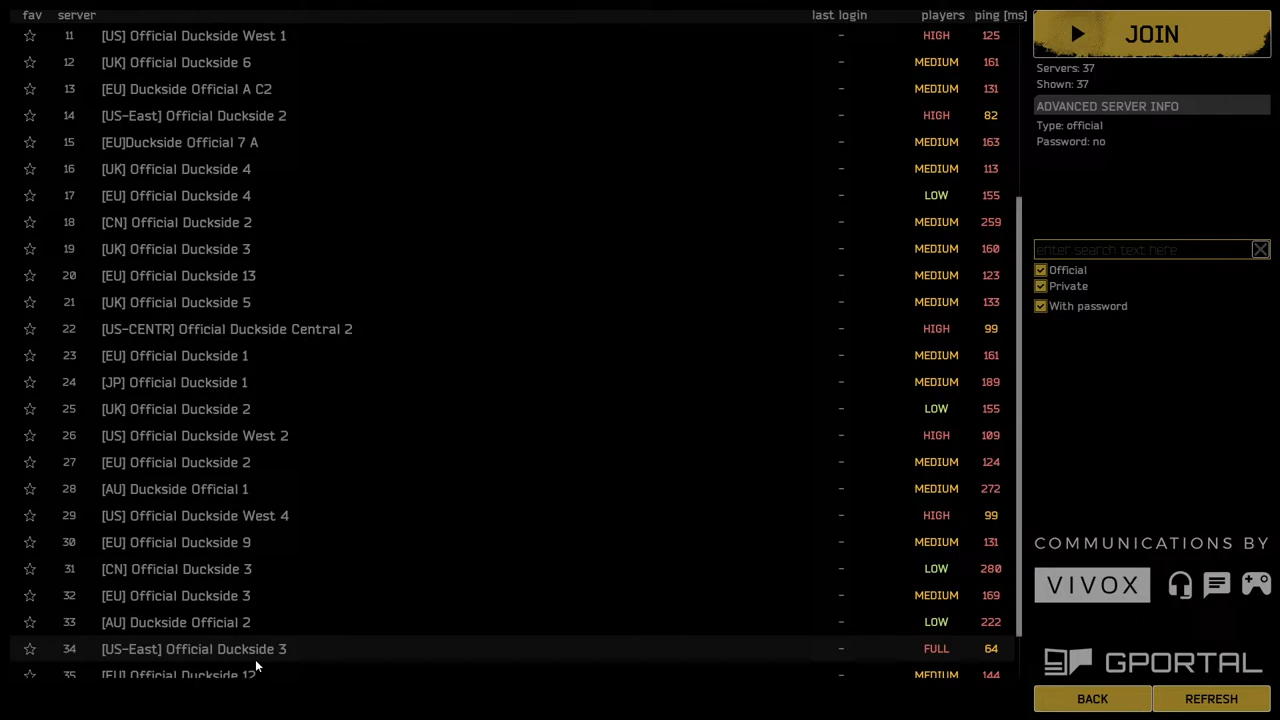 fav server last login players ping [ms]
11 [US] Official Duckside West 1 - HIGH 125
12 [UK] Official Duckside 6 - MEDIUM 161
13 [EU] Duckside Official A C2 - MEDIUM 131
14 [US-East] Official Duckside 2 - HIGH 82
15 [EU]Duckside Official 7 A - MEDIUM 163
16 [UK] Official Duckside 4 - MEDIUM 113
17 [EU] Official Duckside 4 - LOW 155
18 [CN] Official Duckside 2 - MEDIUM 259
19 [UK] Official Duckside 3 - MEDIUM 160
20 [EU] Official Duckside 13 - MEDIUM 123
21 [UK] Official Duckside 5 - MEDIUM 133
22 [US-CENTR] Official Duckside Central 2 - HIGH 99
23 [EU] Official Duckside 1 - MEDIUM 161
24 [JP] Official Duckside 1 - MEDIUM 189
25 [UK] Official Duckside 2 - LOW 155
26 [US] Official Duckside West 2 - HIGH 109
27 [EU] Official Duckside 2 - MEDIUM 124
28 [AU] Duckside Official 1 - MEDIUM 272
29 [US] Official Duckside West 4 - HIGH 99
30 [EU] Official Duckside 9 - MEDIUM 131
31 [CN] Official Duckside 3 - LOW 280
32 [EU] Official Duckside 3 - MEDIUM 169
33 [AU] Duckside Official 2 - LOW 222
34 [US-East] Official Duckside 3 - FULL 64
35 [EU] Official Duckside 12 - MEDIUM 144
JOIN
Servers: 37
Shown: 37
ADVANCED SERVER INFO
Type: official
Password: no
enter search text here
Official
Private
With password
COMMUNICATIONS BY
VIVOX
GPORTAL
BACK REFRESH